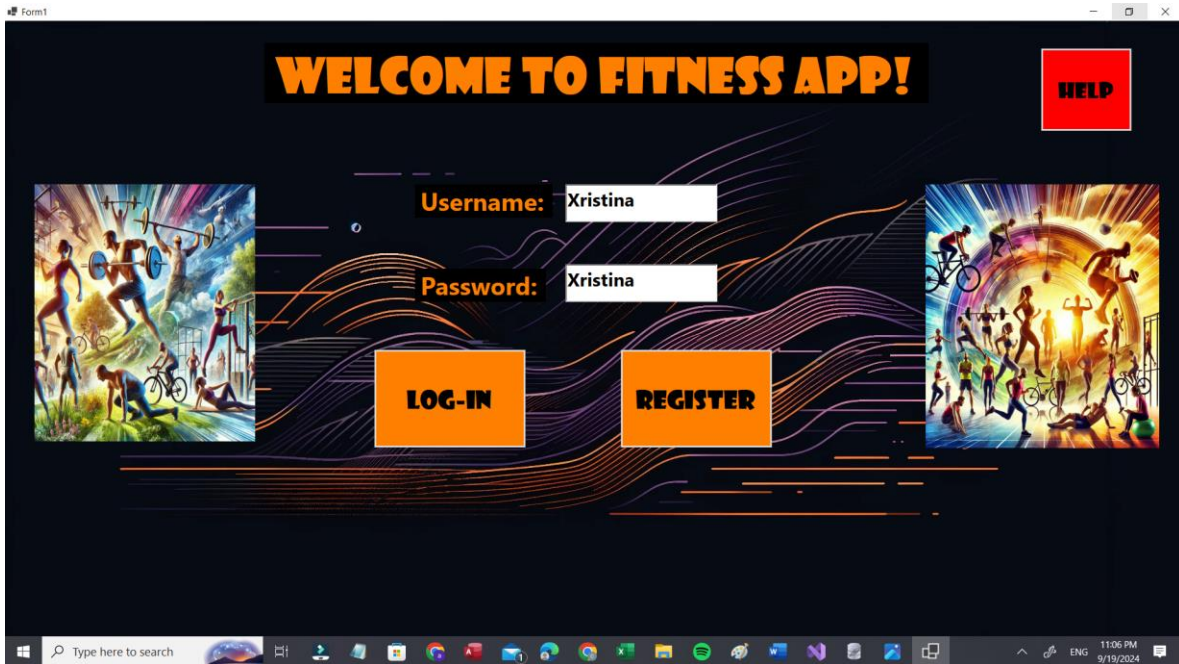 Form1
WELCOME TO FITNESS APP!
HELP
Username: Xristina
Password: Xristina
LOG-IN
REGISTER
Type here to search
1
ENG
11:06 PM
9/19/2024